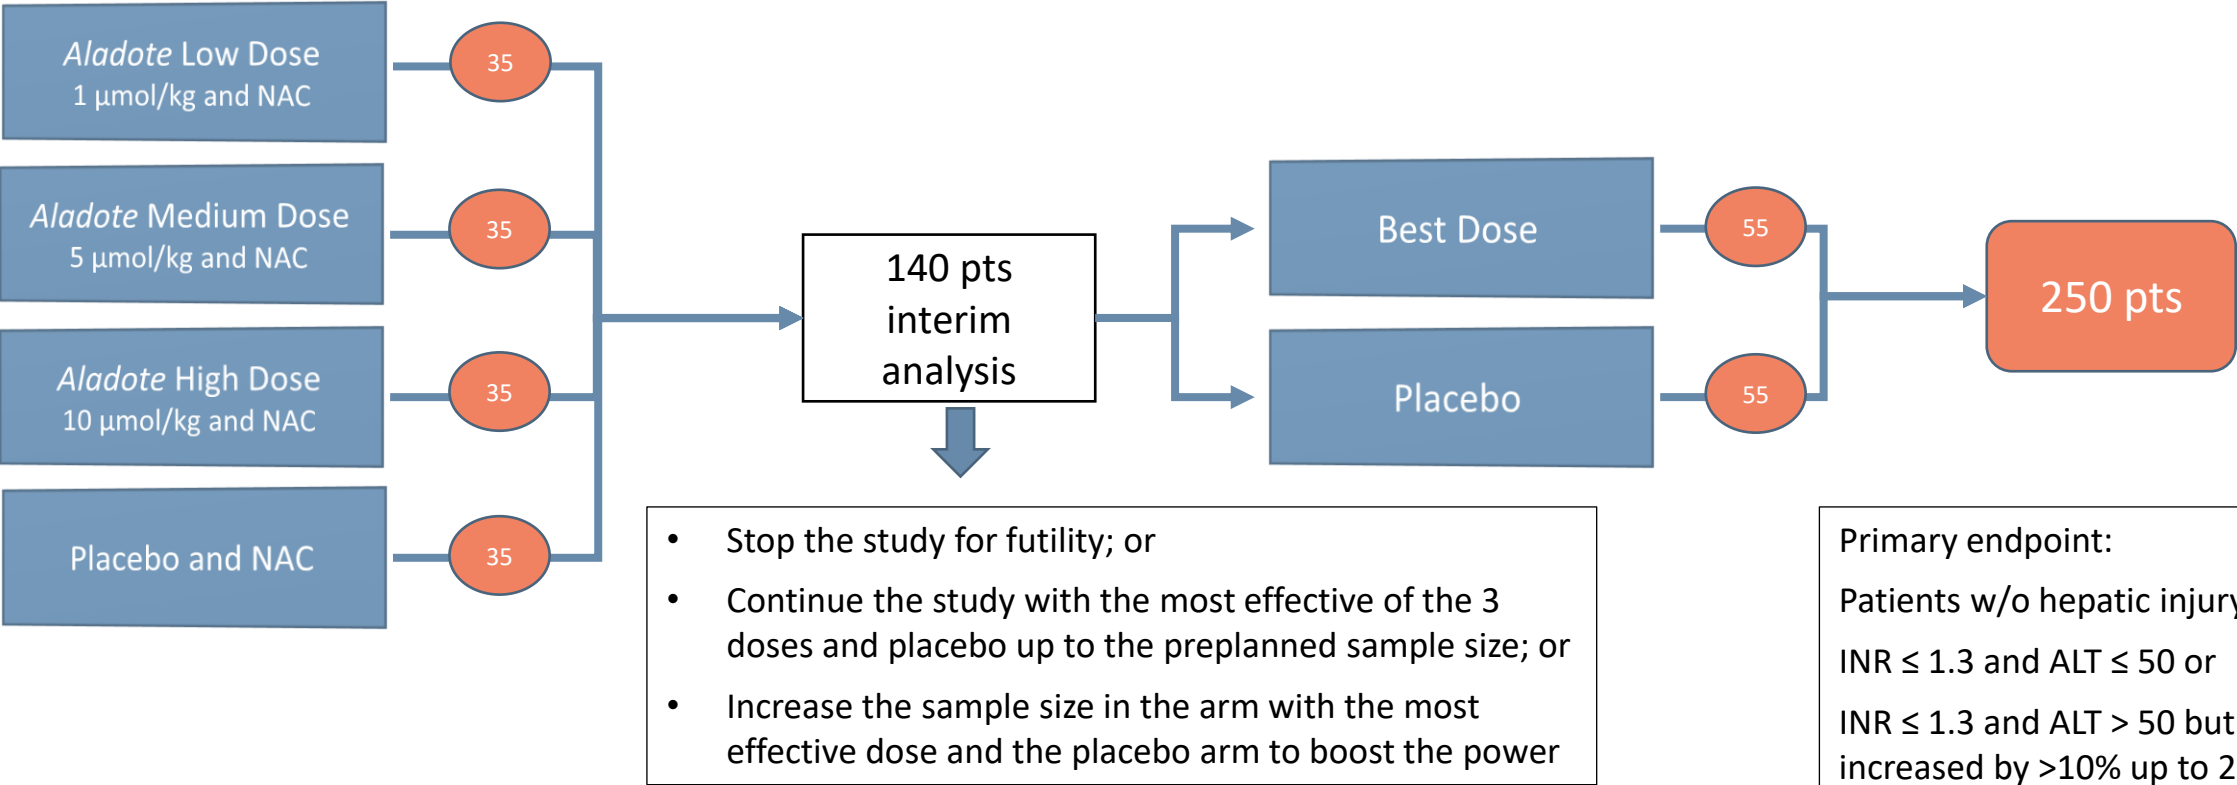 Aladote Low Dose
1 µmol/kg and NAC
35
Aladote Medium Dose
5 µmol/kg and NAC
35
Aladote High Dose
10 µmol/kg and NAC
35
Placebo and NAC
35
140 pts
interim
analysis
Best Dose
55
Placebo
55
250 pts
• Stop the study for futility; or
• Continue the study with the most effective of the 3
doses and placebo up to the preplanned sample size; or
• Increase the sample size in the arm with the most
effective dose and the placebo arm to boost the power
Primary endpoint:
Patients w/o hepatic injury
INR ≤ 1.3 and ALT ≤ 50 or
INR ≤ 1.3 and ALT > 50 but
increased by >10% up to 2